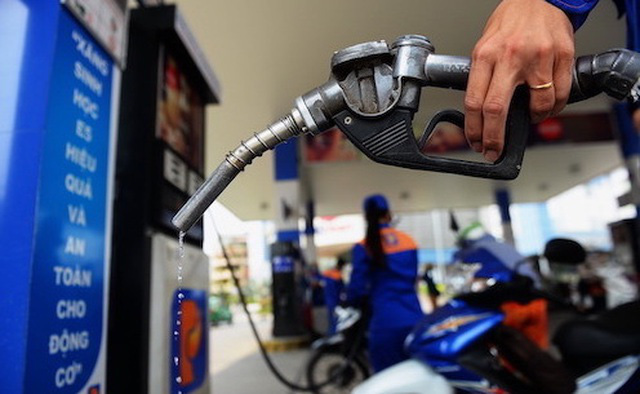 "XĂNG
SINH
HỌC
E5
HIỆU
QUẢ
VÀ
AN
TOÀN
CHO
ĐỘNG
CƠ"